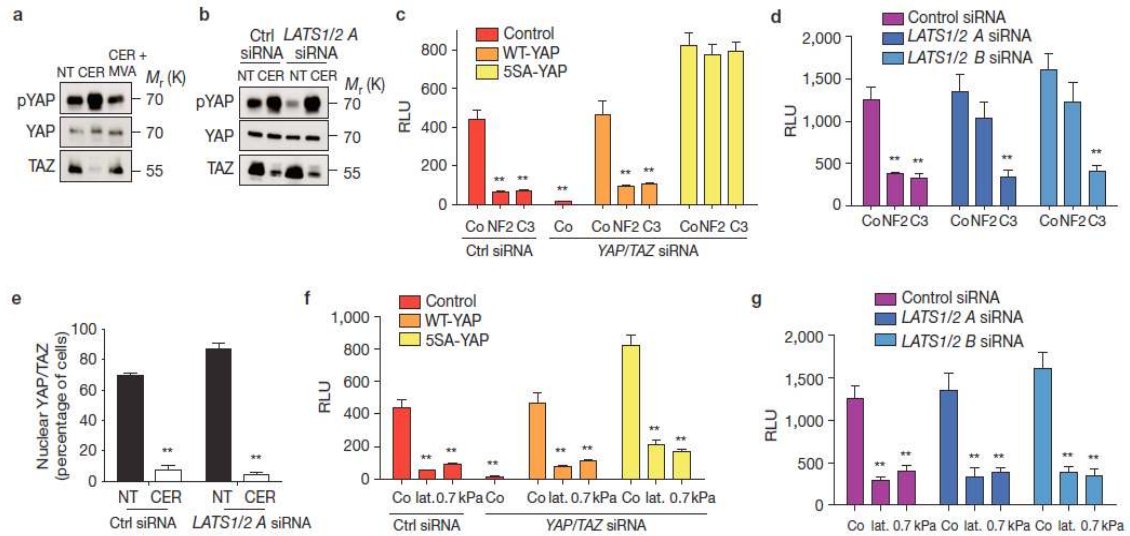 a
NT CER CER + MVA Mr (K)
pYAP 70
YAP 70
TAZ 55
b
Ctrl siRNA LATS1/2 A siRNA
NT CER NT CER Mr (K)
pYAP 70
YAP 70
TAZ 55
c
Control
WT-YAP
5SA-YAP
RLU
800
600
400
200
0
** ** ** ** **
Co NF2 C3 Co Co NF2 C3 Co NF2 C3
Ctrl siRNA YAP/TAZ siRNA
d
Control siRNA
LATS1/2 A siRNA
LATS1/2 B siRNA
RLU
2,000
1,500
1,000
500
0
** ** ** **
Co NF2 C3 Co NF2 C3 Co NF2 C3
e
Nuclear YAP/TAZ
(percentage of cells)
100
80
60
40
20
0
** **
NT CER NT CER
Ctrl siRNA LATS1/2 A siRNA
f
Control
WT-YAP
5SA-YAP
RLU
1,000
800
600
400
200
0
** ** ** ** ** ** **
Co lat. 0.7 kPa Co Co lat. 0.7 kPa Co lat. 0.7 kPa
Ctrl siRNA YAP/TAZ siRNA
g
Control siRNA
LATS1/2 A siRNA
LATS1/2 B siRNA
RLU
2,000
1,500
1,000
500
0
** ** ** ** ** **
Co lat. 0.7 kPa Co lat. 0.7 kPa Co lat. 0.7 kPa